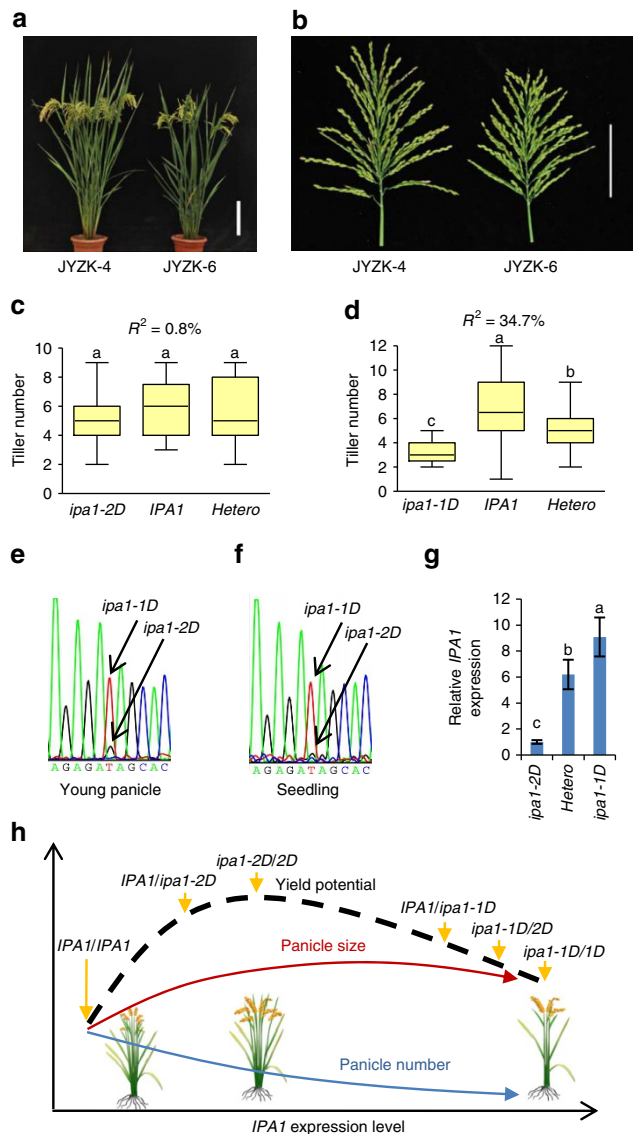 a
b
JYZK-4
JYZK-6
JYZK-4
JYZK-6
c
R² = 0.8%
Tiller number
10
8
6
4
2
0
a
a
a
ipa1-2D
IPA1
Hetero
d
R² = 34.7%
Tiller number
12
10
8
6
4
2
0
c
a
b
ipa1-1D
IPA1
Hetero
e
ipa1-1D
ipa1-2D
AGAGATAGCAC
Young panicle
f
ipa1-1D
ipa1-2D
AGAGATAGCAC
Seedling
g
Relative IPA1
expression
12
10
8
6
4
2
0
c
b
a
ipa1-2D
Hetero
ipa1-1D
h
IPA1/IPA1
IPA1/ipa1-2D
ipa1-2D/2D
Yield potential
IPA1/ipa1-1D
ipa1-1D/2D
ipa1-1D/1D
Panicle size
Panicle number
IPA1 expression level